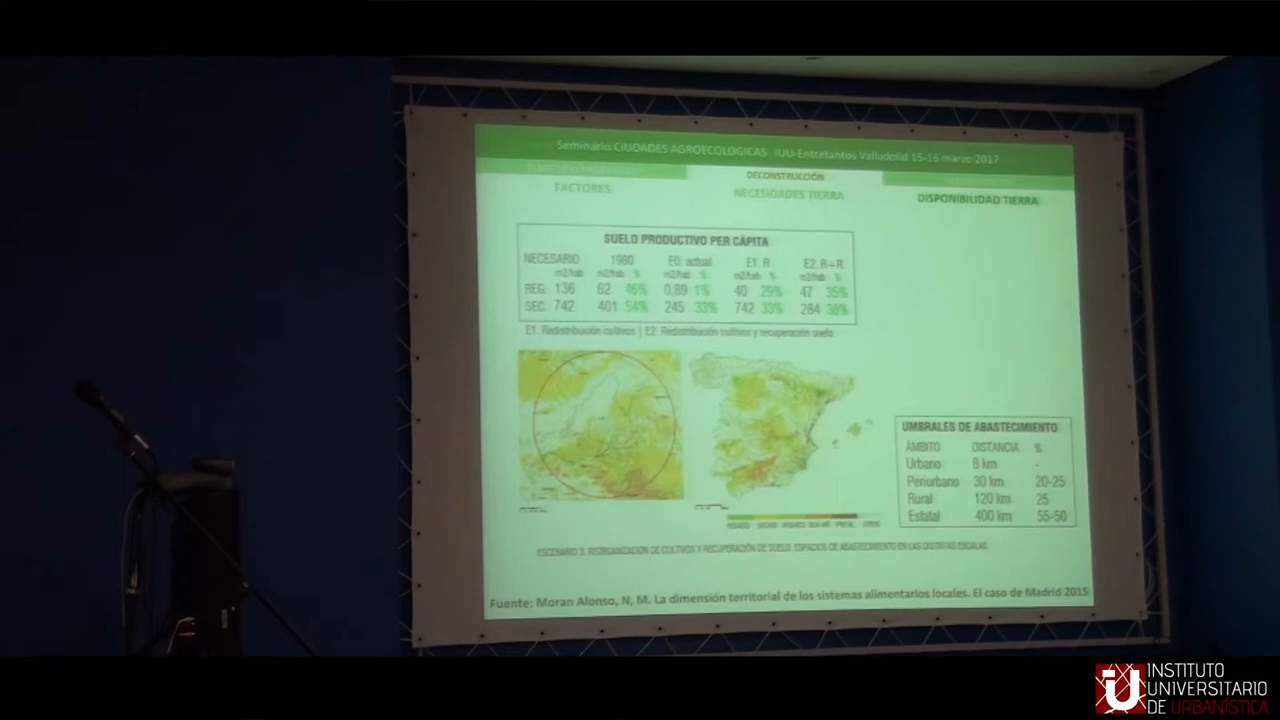 Seminario CIUDADES AGROECOLOGICAS IUU-Entretantos Valludolid 15-16 marzo 2017
FACTORES
DECONSTRUCCIÓN
NECESIDADES TIERRA
DISPONIBILIDAD TIERRA
SUELO PRODUCTIVO PER CÁPITA
NECESARIO 1980 E0: actual E1. R E2. R+R
m2/hab m2/hab % m2/hab % m2/hab % m2/hab %
REG. 136 62 46% 0,89 1% 40 29% 47 35%
SEC. 742 401 54% 245 33% 742 33% 284 38%
E1. Redistribución cultivos | E2. Redistribución cultivos y recuperación suelo
UMBRALES DE ABASTECIMIENTO
ÁMBITO DISTANCIA %
Urbano 8 km -
Periurbano 30 km 20-25
Rural 120 km 25
Estatal 400 km 55-50
ESCENARIO 3. REORGANIZACIÓN DE CULTIVOS Y RECUPERACIÓN DE SUELO. ESPACIOS DE ABASTECIMIENTO EN LAS DISTINTAS ESCALAS
Fuente: Moran Alonso, N, M. La dimensión territorial de los sistemas alimentarios locales. El caso de Madrid 2015
INSTITUTO
UNIVERSITARIO
DE URBANÍSTICA